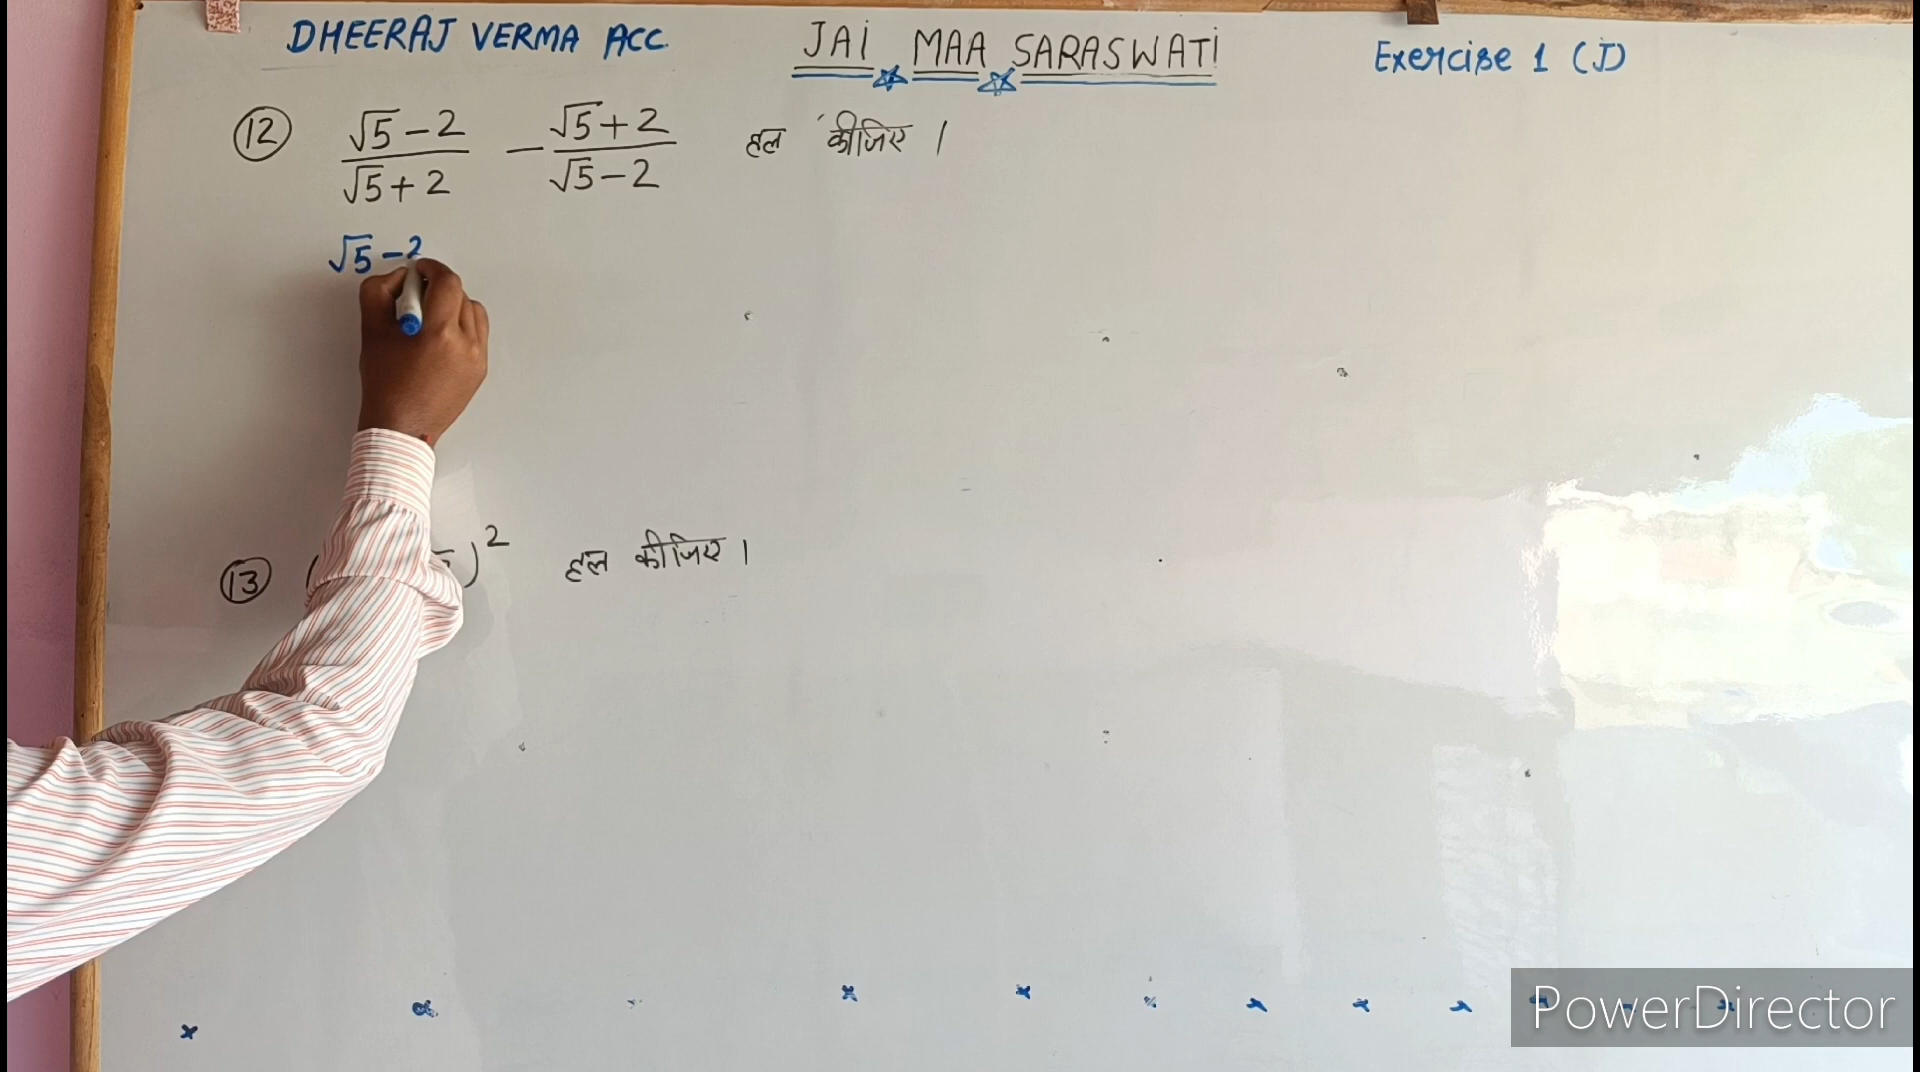 DHEERAJ VERMA ACC.
JAI MAA SARASWATI
Exercise 1 (J)
12 (√5-2)/(√5+2) - (√5+2)/(√5-2) हल कीजिए।
√5-2
13 ( )² हल कीजिए।
PowerDirector